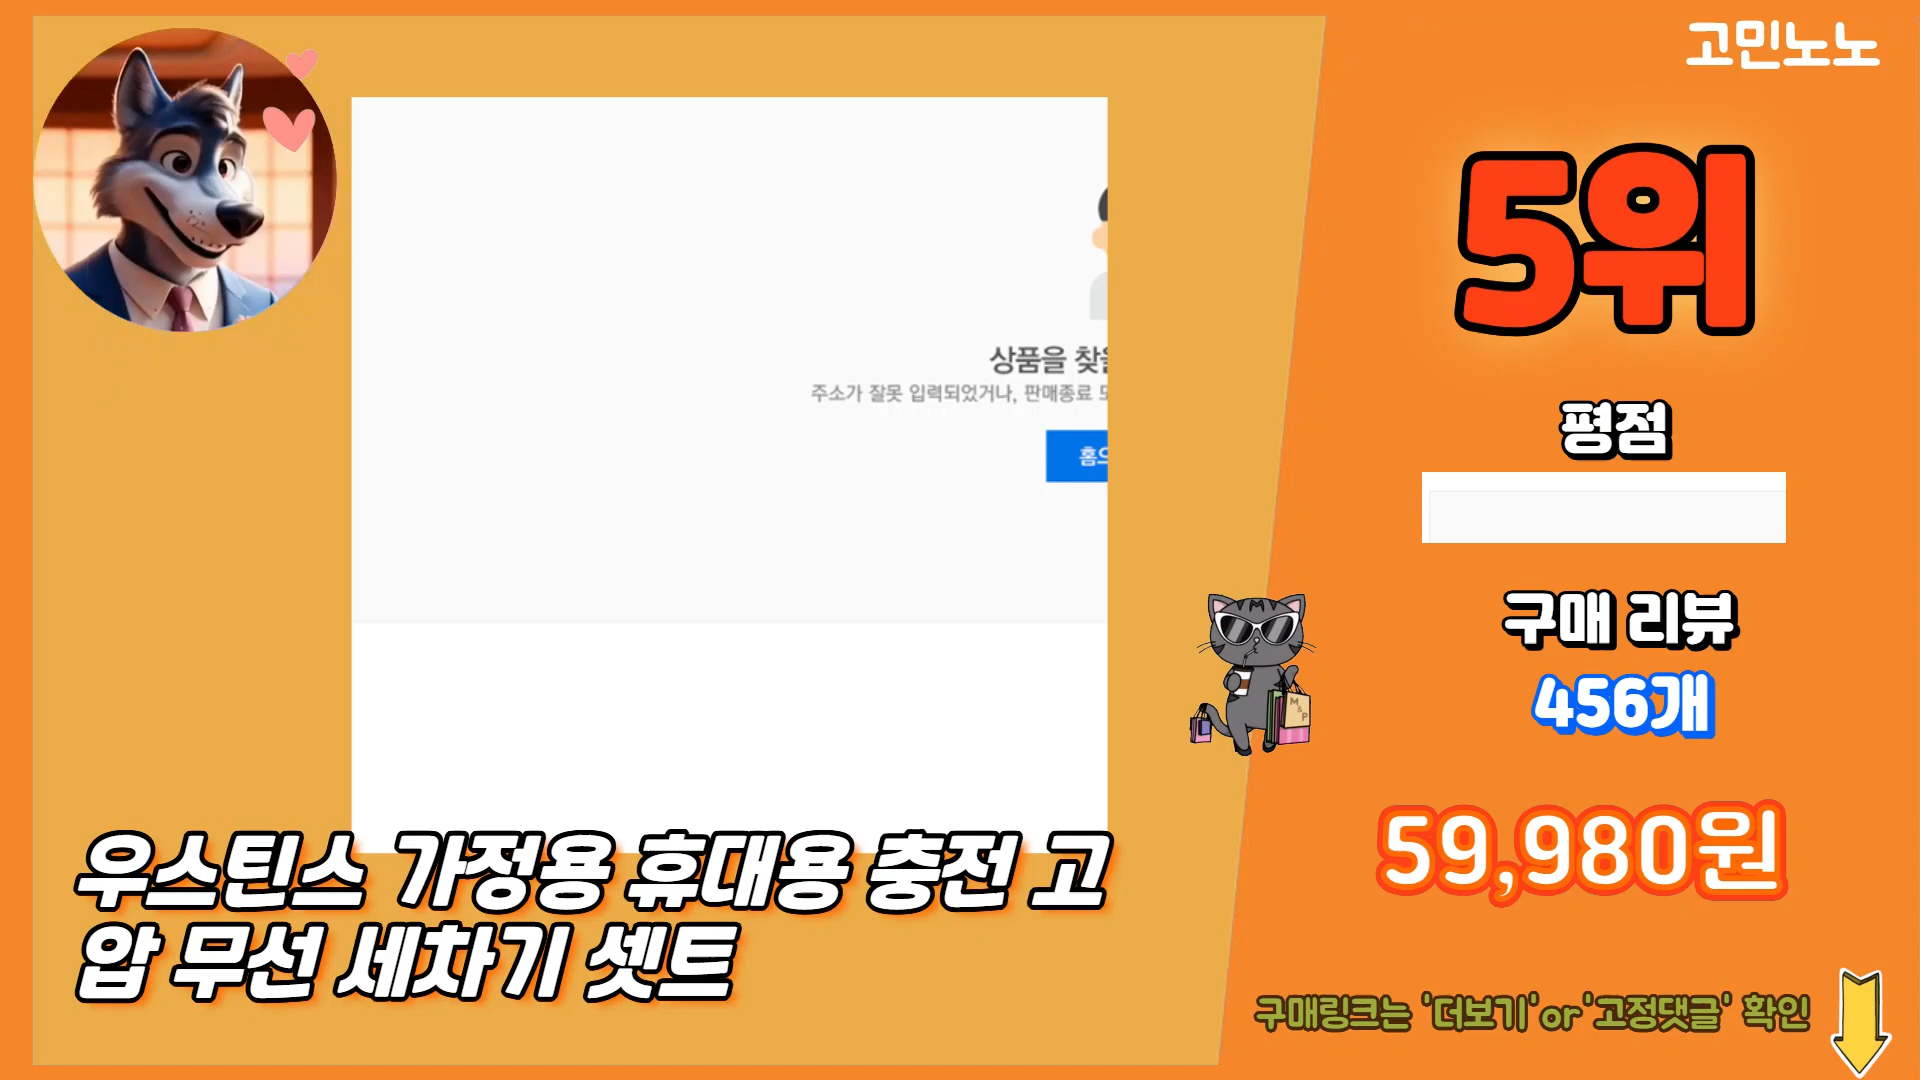 고민노노
5위
상품을 찾을
주소가 잘못 입력되었거나, 판매종료
평점
구매 리뷰
456개
M
&
P
59,980원
우스틴스 가정용 휴대용 충전 고
압 무선 세차기 셋트
구매링크는 '더보기' or '고정댓글' 확인